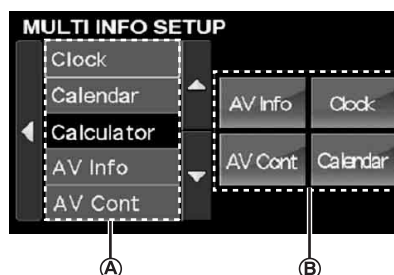 MULTI INFO SETUP
Clock
Calendar
Calculator
AV Info
AV Cont
AV Info Clock
AV Cont Calendar
A B